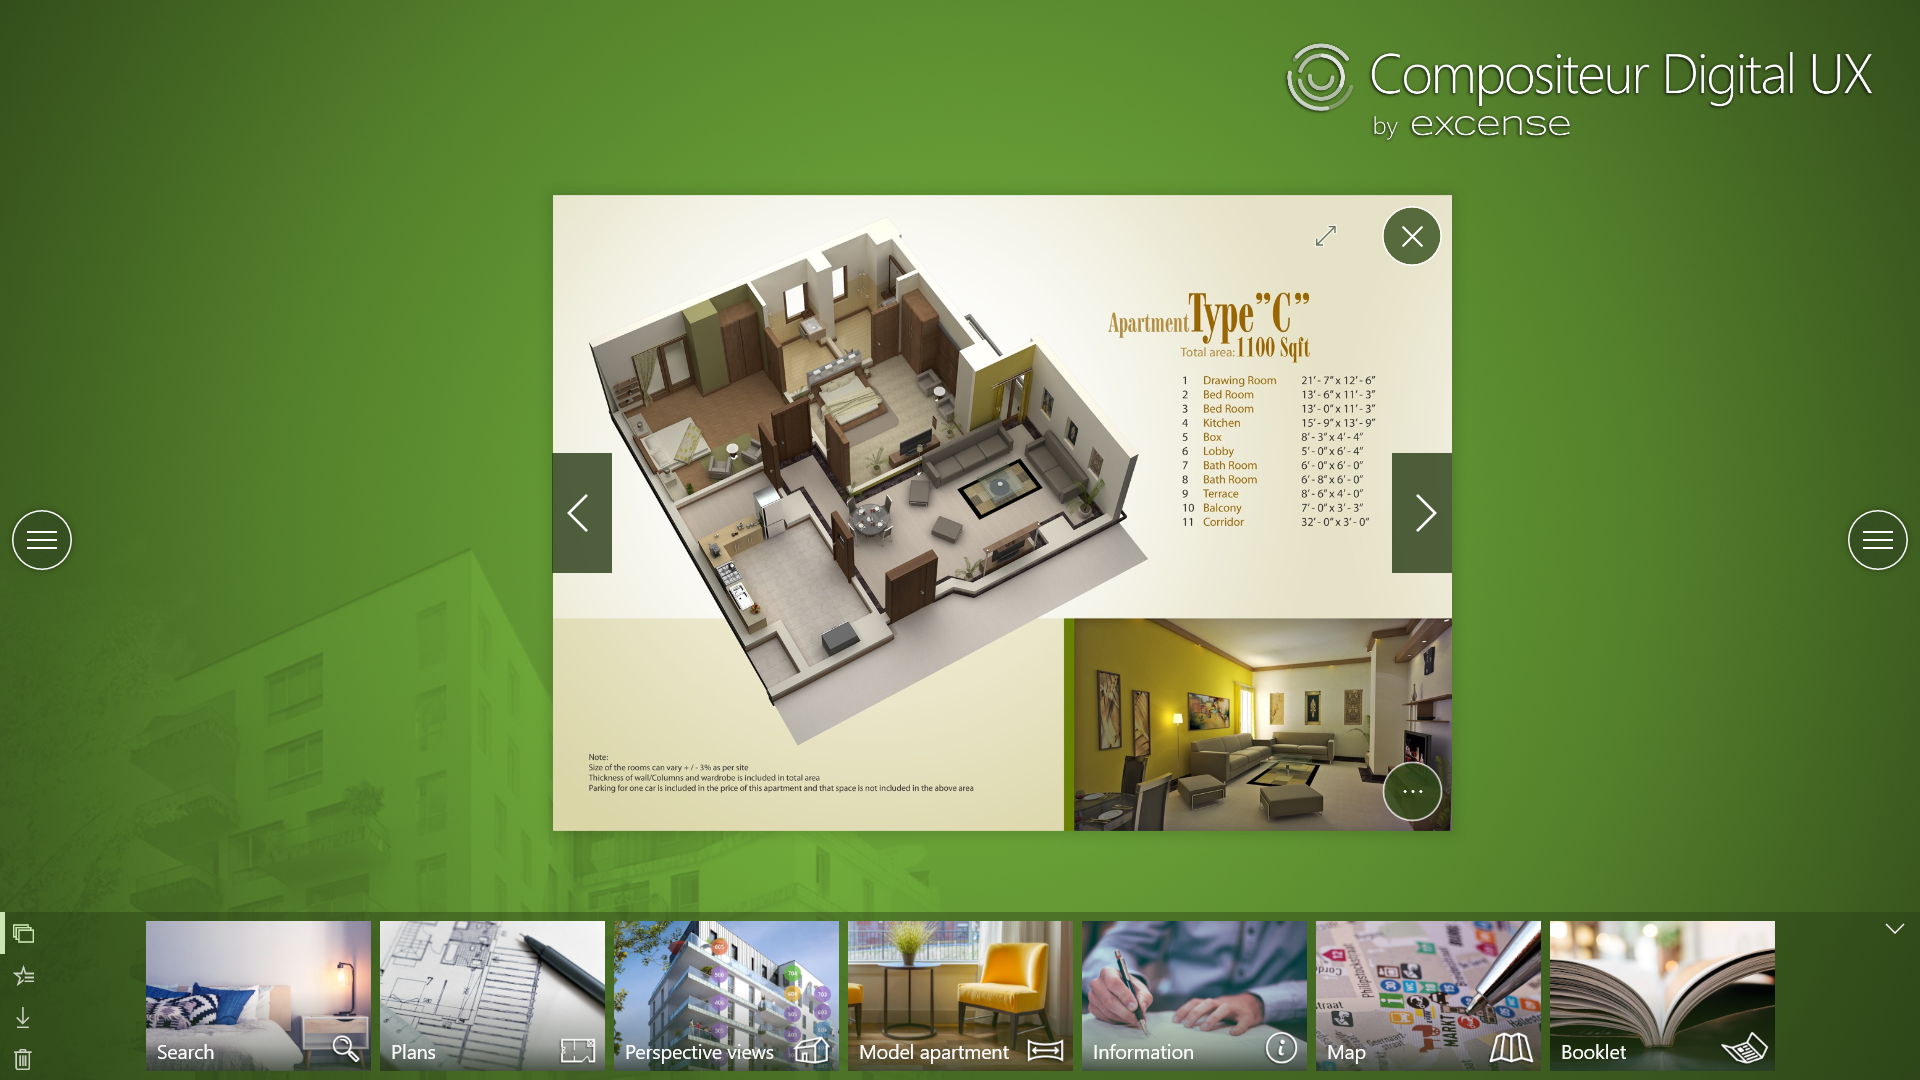 Compositeur Digital UX
by excense
Apartment Type"C"
Total area: 1100 Sqft
1 Drawing Room 21' - 7" x 12' - 6"
2 Bed Room 13' - 6" x 11' - 3"
3 Bed Room 13' - 0" x 11' - 3"
4 Kitchen 15' - 9" x 13' - 9"
5 Box 8' - 3" x 4' - 4"
6 Lobby 5' - 0" x 6' - 4"
7 Bath Room 6' - 0" x 6' - 0"
8 Bath Room 6' - 8" x 6' - 0"
9 Terrace 8' - 6" x 4' - 0"
10 Balcony 7' - 0" x 3' - 3"
11 Corridor 32' - 0" x 3' - 0"
Note:
Size of the rooms can vary + / - 3% as per site
Thickness of wall/Columns and wardrobe is included in total area
Parking for one car is included in the price of this apartment and that space is not included in the above area
Search
Plans
Perspective views
Model apartment
Information
Map
Booklet